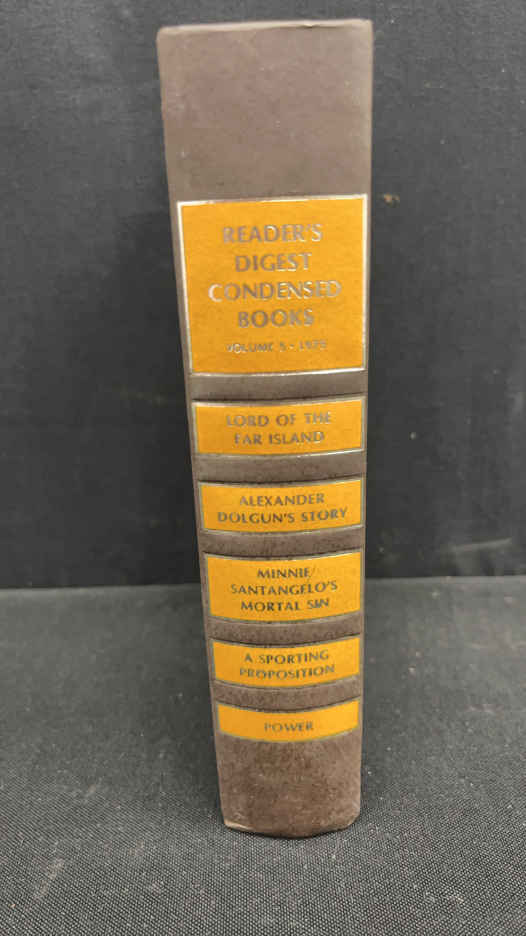 READER'S
DIGEST
CONDENSED
BOOKS
VOLUME 5 • 1975
LORD OF THE
FAR ISLAND
ALEXANDER
DOLGUN'S STORY
MINNIE
SANTANGELO'S
MORTAL SIN
A SPORTING
PROPOSITION
POWER